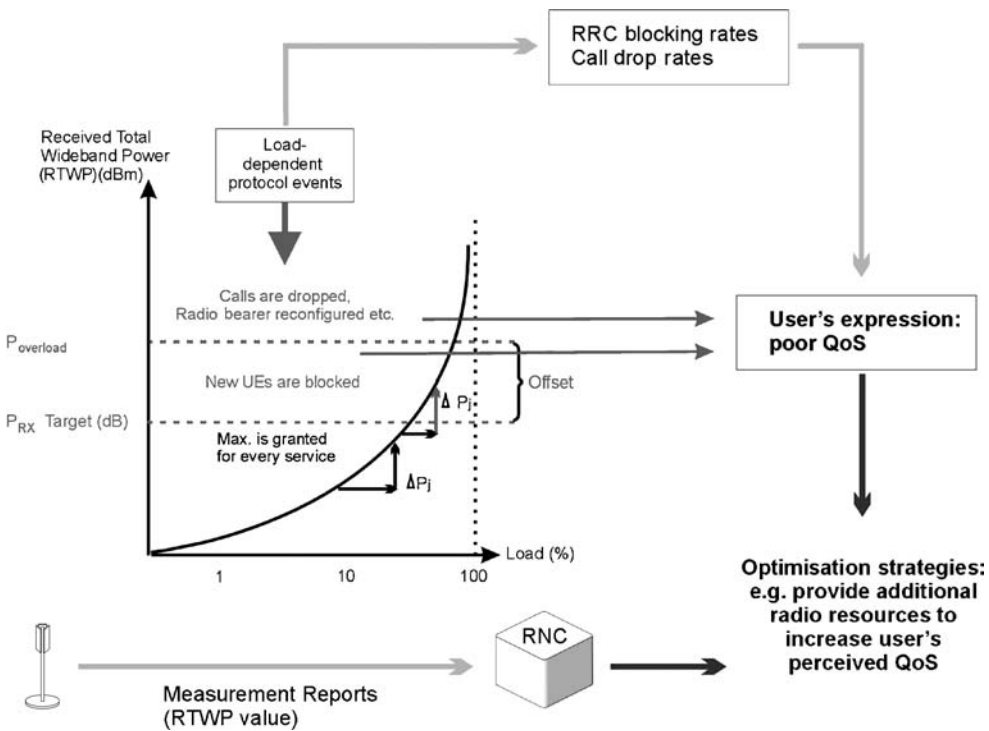 RRC blocking rates
Call drop rates
Received Total
Wideband Power
(RTWP)(dBm)
Load-
dependent
protocol events
Calls are dropped,
Radio bearer reconfigured etc.
User's expression:
poor QoS
Poverload
New UEs are blocked
Offset
PRX Target (dB)
Δ Pj
Max. is granted
for every service
ΔPj
Load (%)
1 10 100
Optimisation strategies:
e.g. provide additional
radio resources to
increase user's
perceived QoS
RNC
Measurement Reports
(RTWP value)